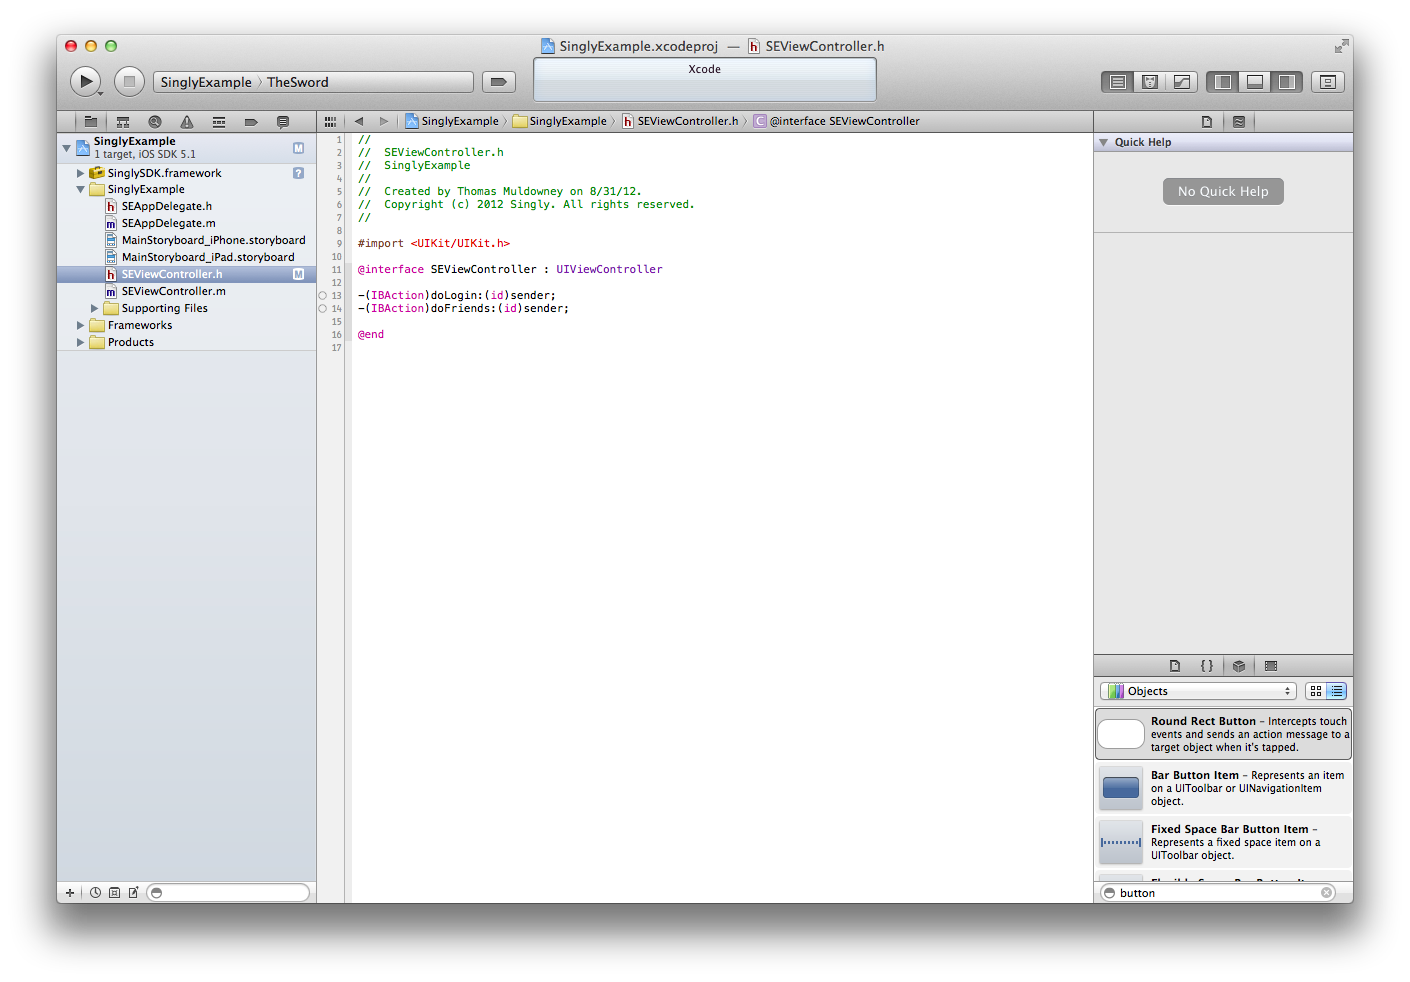 SinglyExample.xcodeproj — h SEViewController.h
SinglyExample › TheSword
Xcode
SinglyExample › SinglyExample › h SEViewController.h › C @interface SEViewController
SinglyExample
1 target, iOS SDK 5.1
M
SinglySDK.framework
?
SinglyExample
h SEAppDelegate.h
m SEAppDelegate.m
MainStoryboard_iPhone.storyboard
MainStoryboard_iPad.storyboard
h SEViewController.h
M
m SEViewController.m
Supporting Files
Frameworks
Products
1 //
2 //  SEViewController.h
3 //  SinglyExample
4 //
5 //  Created by Thomas Muldowney on 8/31/12.
6 //  Copyright (c) 2012 Singly. All rights reserved.
7 //
8
9 #import <UIKit/UIKit.h>
10
11 @interface SEViewController : UIViewController
12
13 -(IBAction)doLogin:(id)sender;
14 -(IBAction)doFriends:(id)sender;
15
16 @end
17
Quick Help
No Quick Help
{ }
Objects
Round Rect Button – Intercepts touch
events and sends an action message to a
target object when it's tapped.
Bar Button Item – Represents an item
on a UIToolbar or UINavigationItem
object.
Fixed Space Bar Button Item –
Represents a fixed space item on a
UIToolbar object.
button